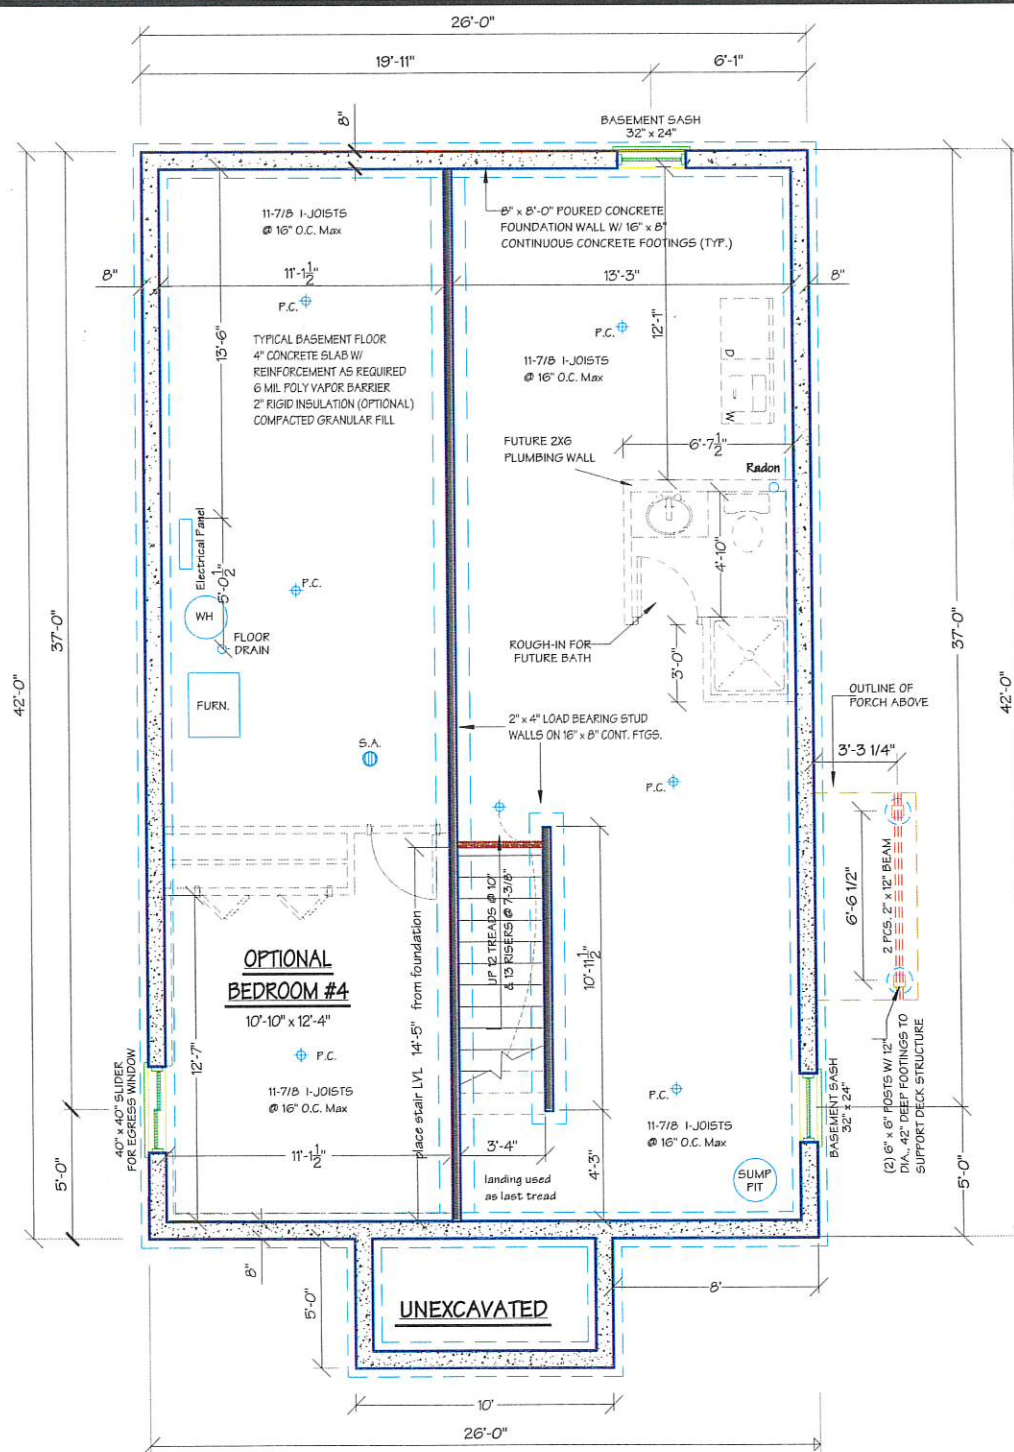 26'-0"
19'-11"
6'-1"
8"
BASEMENT SASH
32" x 24"
11-7/8 I-JOISTS
@ 16" O.C. Max
8" x 8'-0" POURED CONCRETE
FOUNDATION WALL W/ 16" x 8"
CONTINUOUS CONCRETE FOOTINGS (TYP.)
8"
11'-1 1/2"
13'-3"
8"
P.C.
P.C.
13'-6"
12'-1"
TYPICAL BASEMENT FLOOR
4" CONCRETE SLAB W/
REINFORCEMENT AS REQUIRED
6 MIL POLY VAPOR BARRIER
2" RIGID INSULATION (OPTIONAL)
COMPACTED GRANULAR FILL
11-7/8 I-JOISTS
@ 16" O.C. Max
D
W
FUTURE 2X6
PLUMBING WALL
6'-7 1/2"
Radon
Electrical Panel
5'-0 1/2"
P.C.
4'-10"
WH
FLOOR
DRAIN
ROUGH-IN FOR
FUTURE BATH
3'-0"
37'-0"
42'-0"
37'-0"
42'-0"
FURN.
OUTLINE OF
PORCH ABOVE
2" x 4" LOAD BEARING STUD
WALLS ON 16" x 8" CONT. FTGS.
S.A.
3'-3 1/4"
P.C.
6'-6 1/2"
2 PCS. 2" x 12" BEAM
UP 12 TREADS @ 10"
& 13 RISERS @ 7-3/8"
10'-11 1/2"
place stair LVL 14'-5" from foundation
OPTIONAL
BEDROOM #4
10'-10" x 12'-4"
12'-7"
P.C.
11-7/8 I-JOISTS
@ 16" O.C. Max
40" x 40" SLIDER
FOR EGRESS WINDOW
P.C.
11-7/8 I-JOISTS
@ 16" O.C. Max
BASEMENT SASH
32" x 24"
(2) 6" x 6" POSTS W/ 12"
DIA., 42" DEEP FOOTINGS TO
SUPPORT DECK STRUCTURE
11'-1 1/2"
3'-4"
4'-3"
landing used
as last tread
SUMP
PIT
5'-0"
5'-0"
8"
5'-0"
UNEXCAVATED
8'
10'
26'-0"